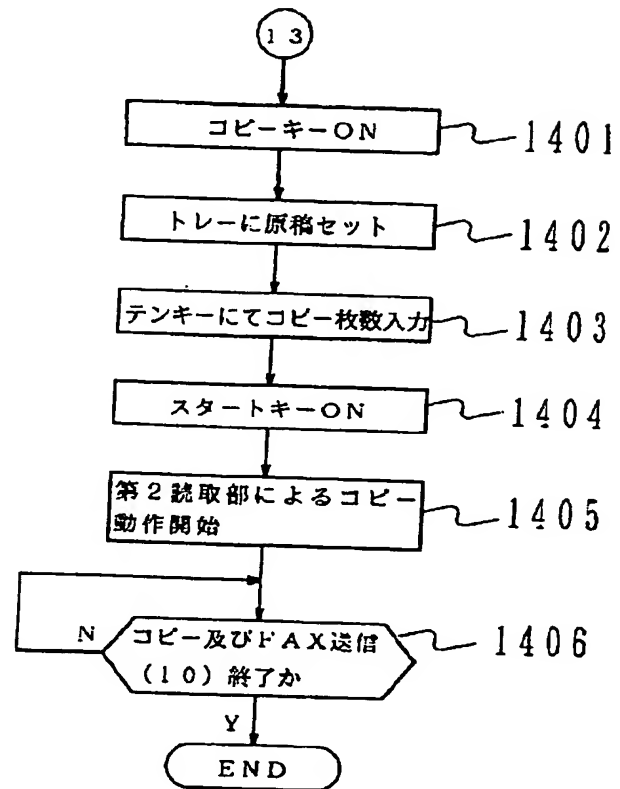 13
コピーキーON
1401
トレーに原稿セット
1402
テンキーにてコピー枚数入力
1403
スタートキーON
1404
第2読取部によるコピー
動作開始
1405
N
コピー及びFAX送信
(10)終了か
1406
Y
END